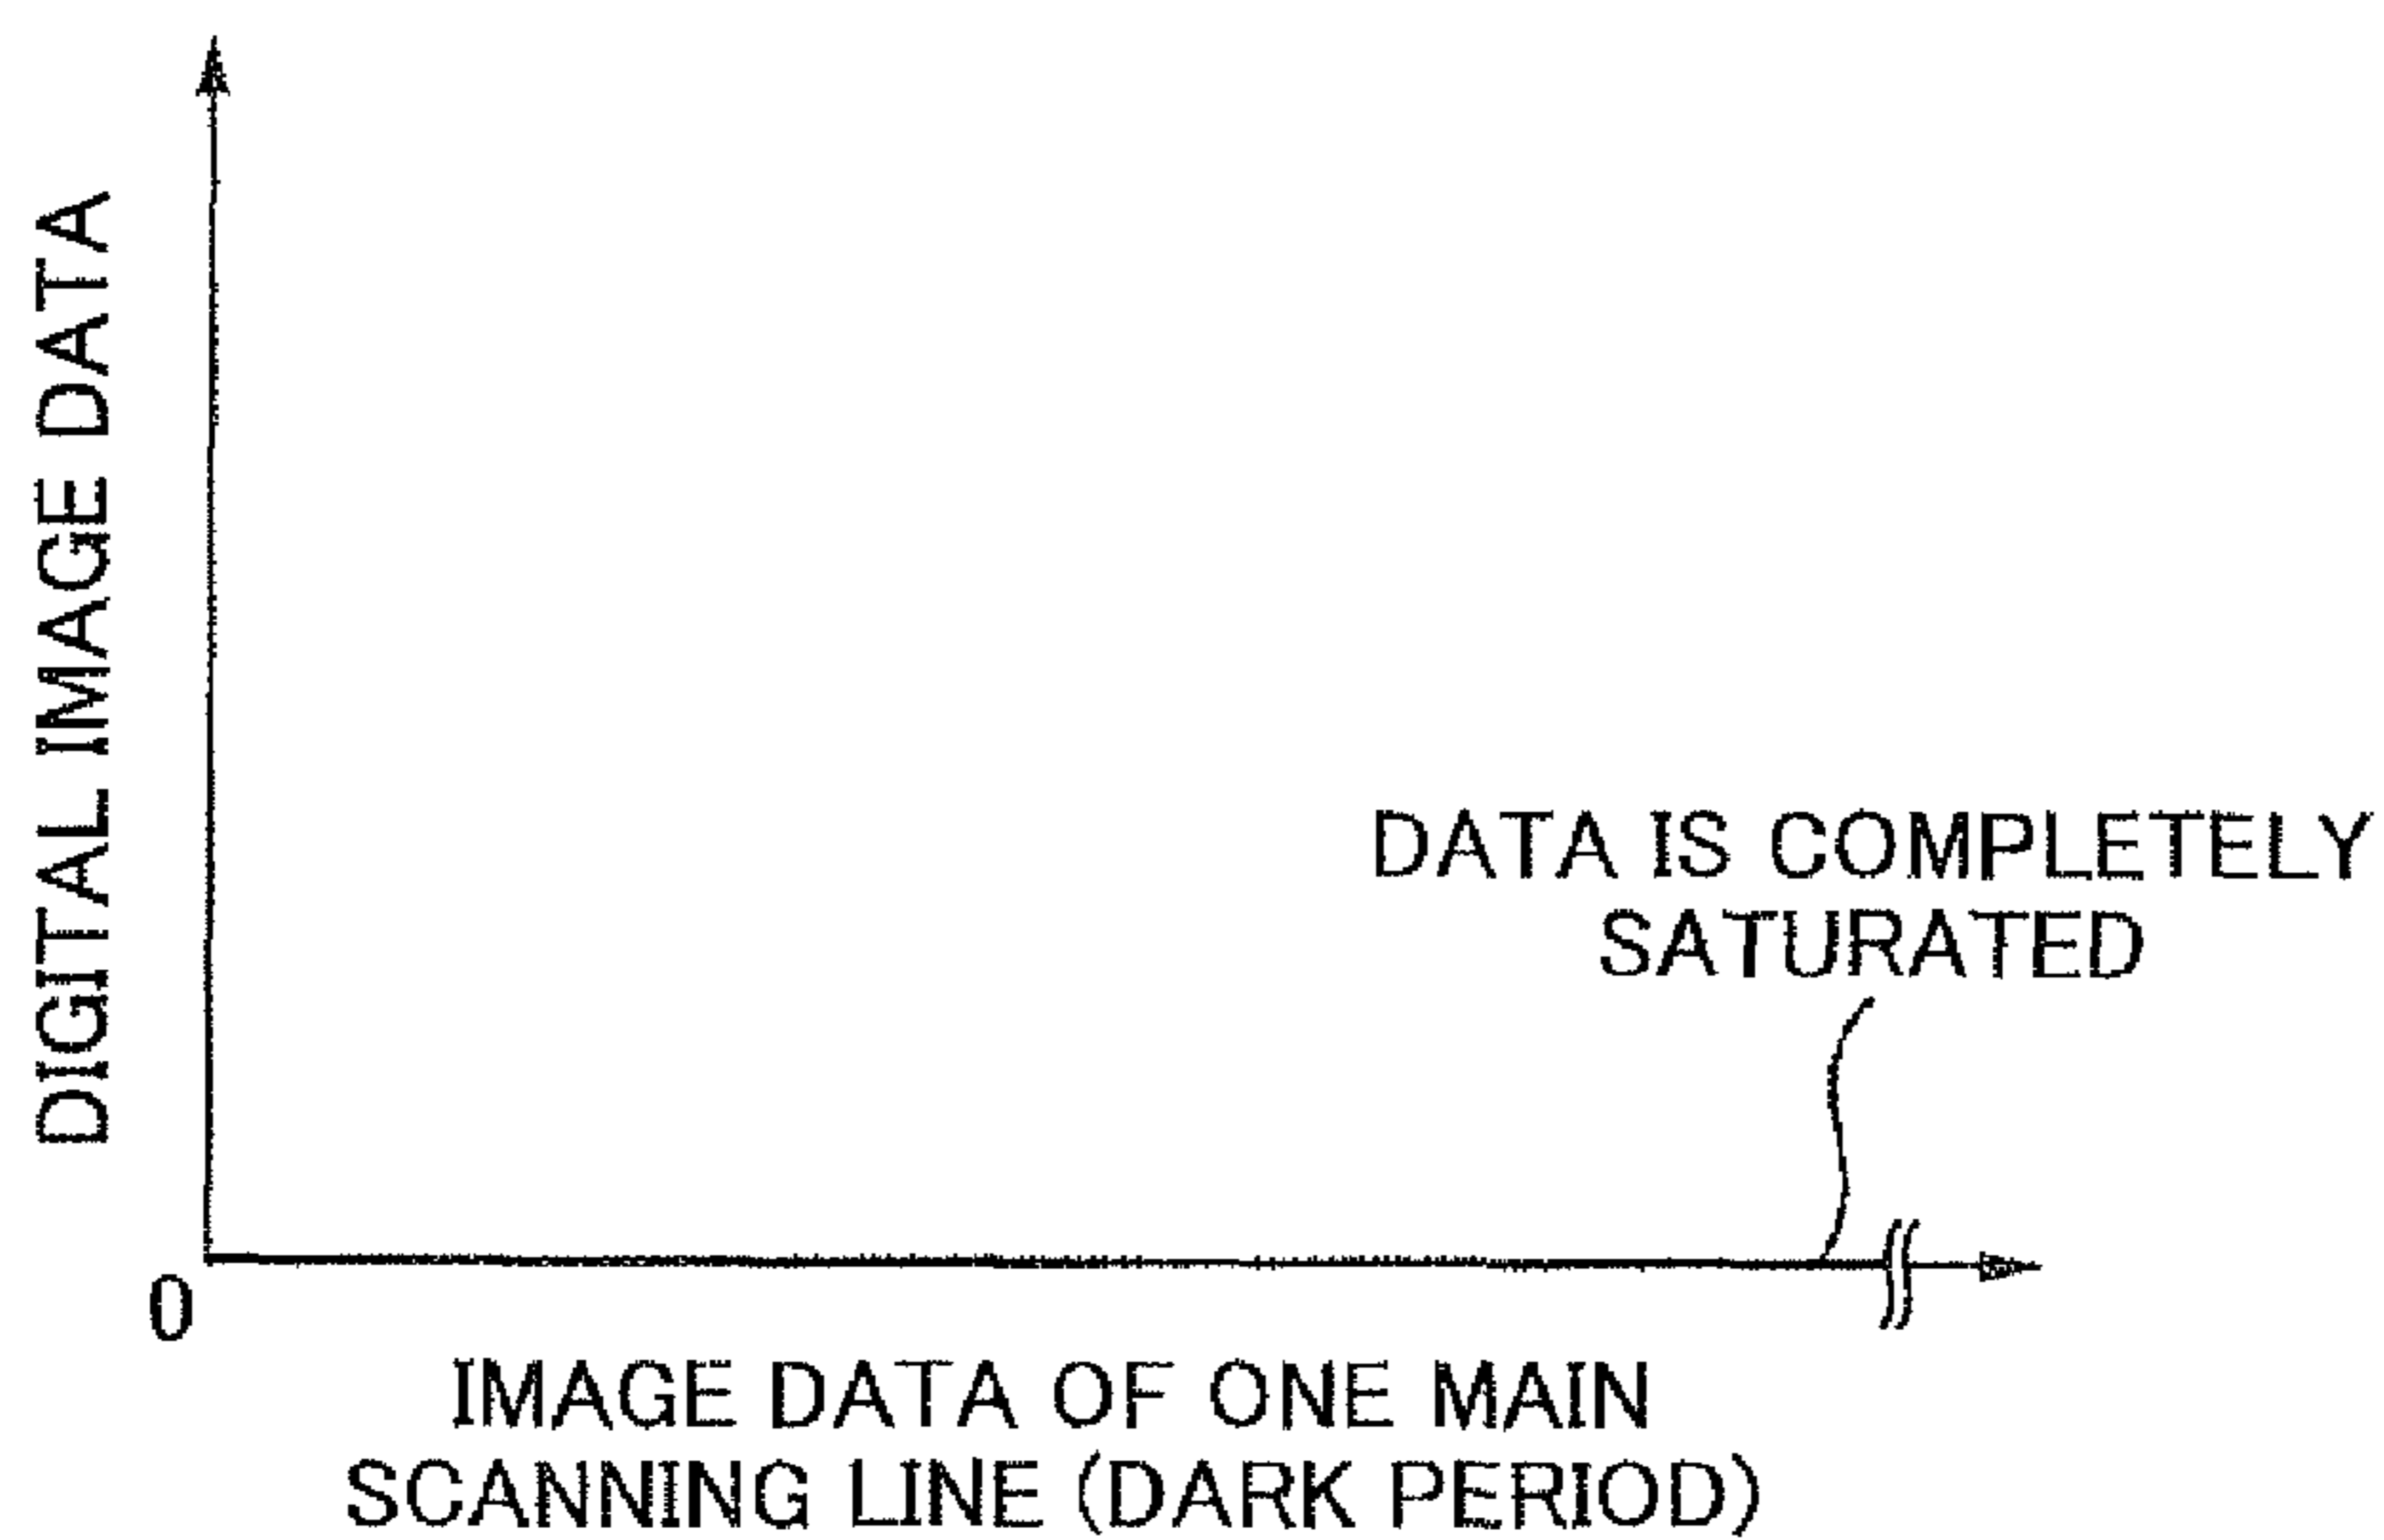 DIGITAL IMAGE DATA
DATA IS COMPLETELY
SATURATED
0
IMAGE DATA OF ONE MAIN
SCANNING LINE (DARK PERIOD)